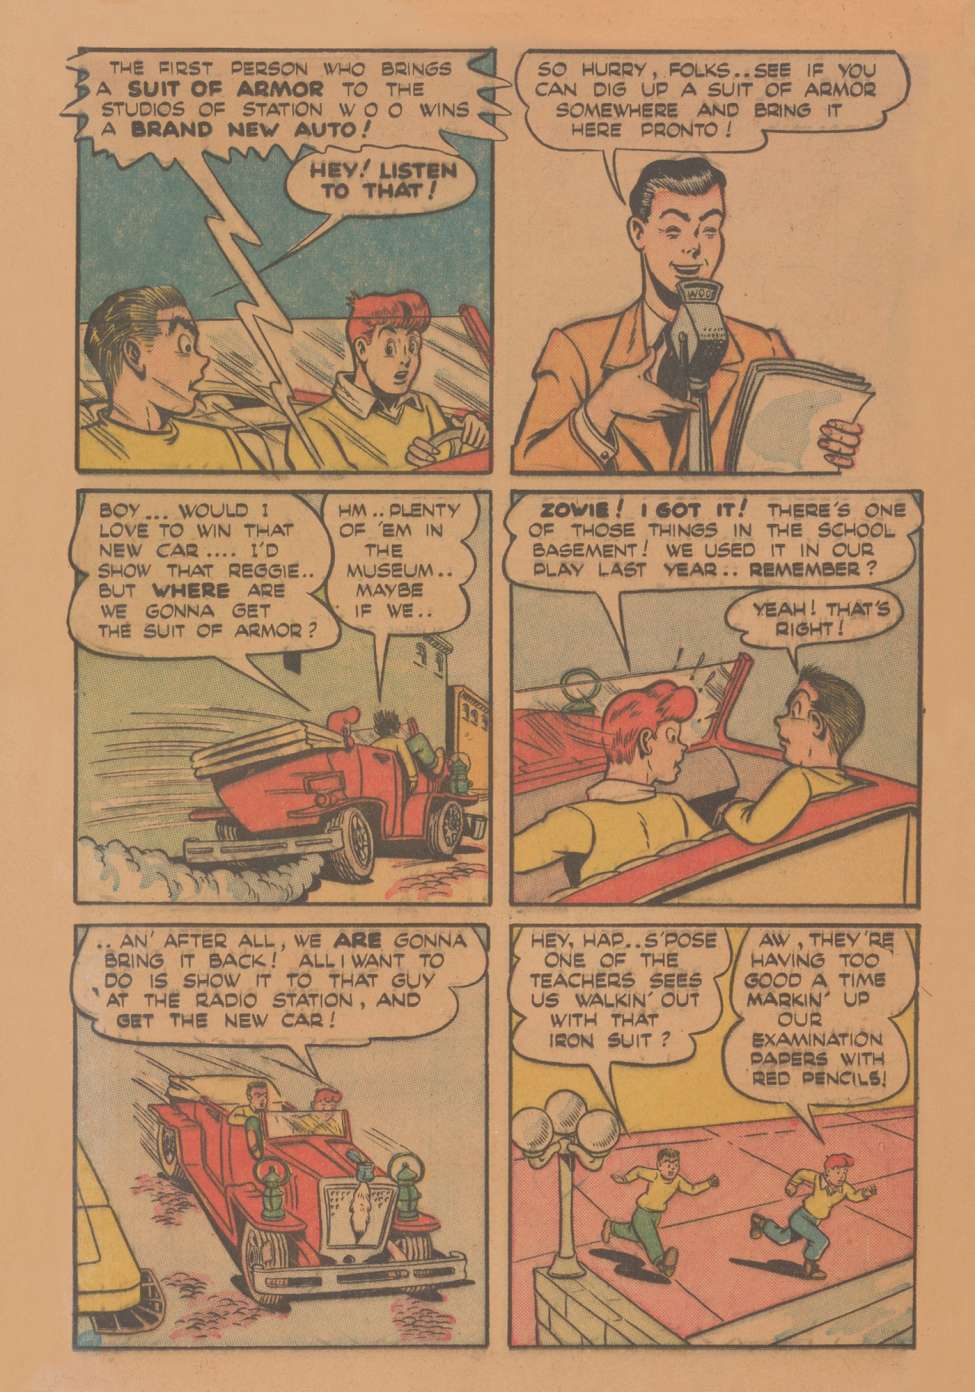 THE FIRST PERSON WHO BRINGS
A SUIT OF ARMOR TO THE
STUDIOS OF STATION W O O WINS
A BRAND NEW AUTO!
HEY! LISTEN
TO THAT!
SO HURRY, FOLKS.. SEE IF YOU
CAN DIG UP A SUIT OF ARMOR
SOMEWHERE AND BRING IT
HERE PRONTO!
WOO
BOY... WOULD I
LOVE TO WIN THAT
NEW CAR.... I'D
SHOW THAT REGGIE..
BUT WHERE ARE
WE GONNA GET
THE SUIT OF ARMOR?
HM.. PLENTY
OF 'EM IN
THE
MUSEUM..
MAYBE
IF WE..
ZOWIE! I GOT IT! THERE'S ONE
OF THOSE THINGS IN THE SCHOOL
BASEMENT! WE USED IT IN OUR
PLAY LAST YEAR.. REMEMBER?
YEAH! THAT'S
RIGHT!
.. AN' AFTER ALL, WE ARE GONNA
BRING IT BACK! ALL I WANT TO
DO IS SHOW IT TO THAT GUY
AT THE RADIO STATION, AND
GET THE NEW CAR!
HEY, HAP.. S'POSE
ONE OF THE
TEACHERS SEES
US WALKIN' OUT
WITH THAT
IRON SUIT?
AW, THEY'RE
HAVING TOO
GOOD A TIME
MARKIN' UP
OUR
EXAMINATION
PAPERS WITH
RED PENCILS!